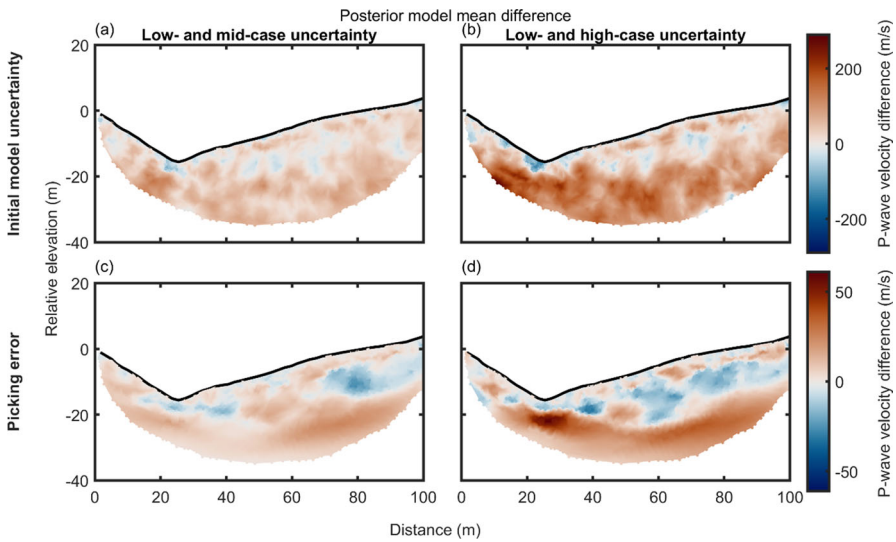 Posterior model mean difference
(a)
Low- and mid-case uncertainty
(b)
Low- and high-case uncertainty
Initial model uncertainty
Picking error
Relative elevation (m)
20
0
-20
-40
200
0
-200
P-wave velocity difference (m/s)
(c)
(d)
20
0
-20
-40
0
20
40
60
80
100
0
20
40
60
80
100
50
0
-50
P-wave velocity difference (m/s)
Distance (m)